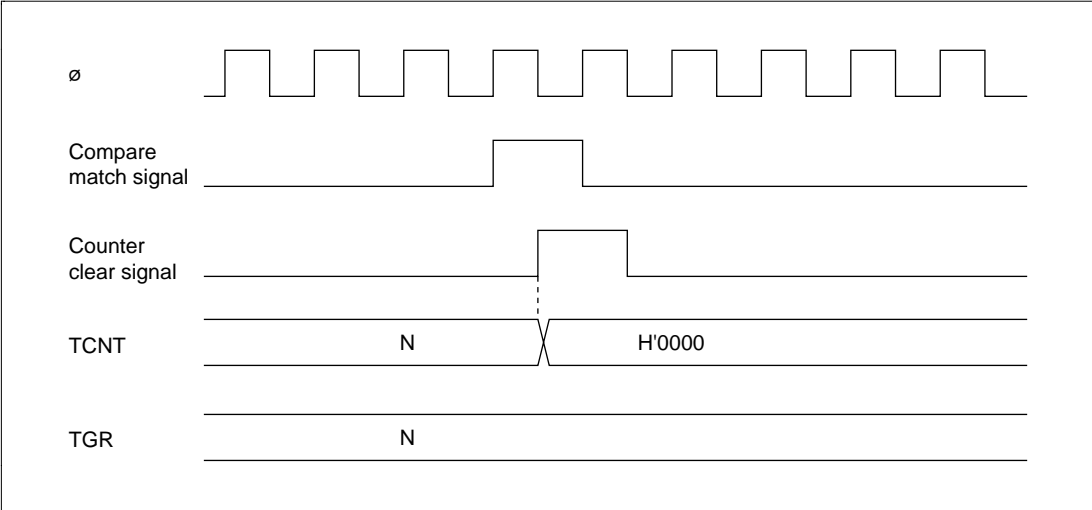 ø
Compare
match signal
Counter
clear signal
TCNT
N
H'0000
TGR
N